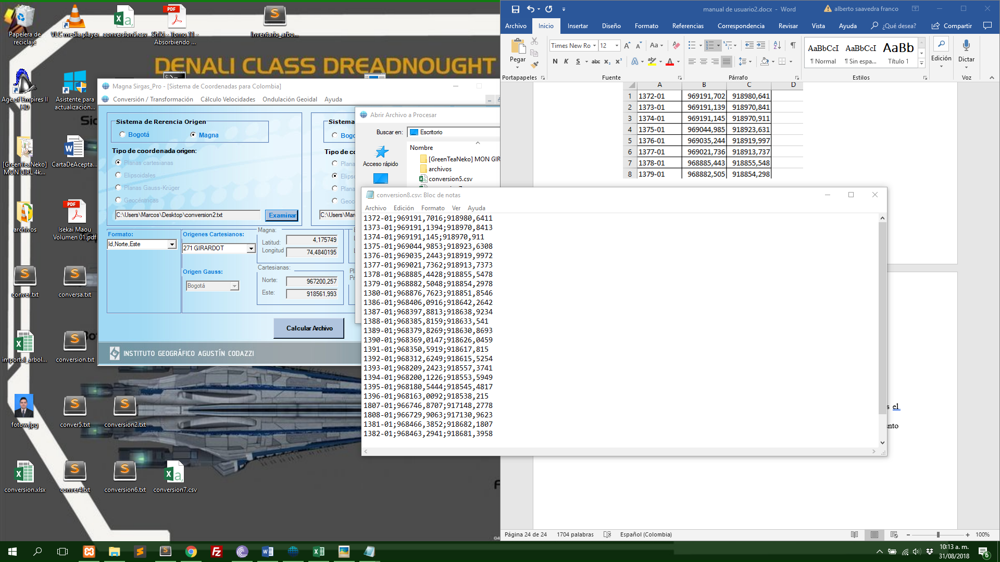 Papelera de
reciclaje
VLC media player
conversion5.csv
PDF
Shiki - Tomo 11 -
Absorbiendo ...
Inventario_arbo...
DENALI CLASS DREADNOUGHT
Age of Empires II
HD
Asistente para
actualización...
[GreenTeaNeko]
MON GIRL 4k...
CartaDeAcepta...
archivos
PDF
Isekai Maou
Volumen 01.pdf
conver.txt
conversa.txt
importal_arbol...
conversion.txt
fotow.jpg
conver5.txt
conversion2.txt
conversion.xlsx
conver4.txt
conversion6.txt
conversion7.csv
Magna Sirgas_Pro - [Sistema de Coordenadas para Colombia]
Conversión / Transformación Cálculo Velocidades Ondulación Geoidal Ayuda
Sistema de Rerencia Origen
Bogotá Magna
Tipo de coordenada origen:
Planas cartesianas
Elipsoidales
Planas Gauss-Krüger
Geocéntricas
C:\Users\Marcos\Desktop\conversion2.txt
Examinar
Sistema
Bogo
Tipo de co
Plana
Elips
Plana
Geoc
C:\Users\Mar
Formato:
Id,Norte,Este
Origenes Cartesianos:
271 GIRARDOT
Origen Gauss:
Bogotá
Magna:
Latitud: 4,175749
Longitud 74,4840195
Cartesianas:
Norte: 967200,257
Este: 918561,993
Calcular Archivo
INSTITUTO GEOGRÁFICO AGUSTÍN CODAZZI
Abrir Archivo a Procesar
Buscar en: Escritorio
Acceso rápido
Nombre
[GreenTeaNeko] MON GIR
archivos
conversion5.csv
conversion8.csv: Bloc de notas
Archivo Edición Formato Ver Ayuda
1372-01;969191,7016;918980,6411
1373-01;969191,1394;918970,8413
1374-01;969191,145;918970,911
1375-01;969044,9853;918923,6308
1376-01;969035,2443;918919,9972
1377-01;969021,7362;918913,7373
1378-01;968885,4428;918855,5478
1379-01;968882,5048;918854,2978
1380-01;968876,7623;918851,8546
1386-01;968406,0916;918642,2642
1387-01;968397,8813;918638,9234
1388-01;968385,8159;918633,541
1389-01;968379,8269;918630,8693
1390-01;968369,0147;918626,0459
1391-01;968350,5919;918617,815
1392-01;968312,6249;918615,5254
1393-01;968209,2423;918557,3741
1394-01;968200,1226;918553,5949
1395-01;968180,5444;918545,4817
1396-01;968163,0092;918538,215
1807-01;966746,8707;917148,2778
1808-01;966729,9063;917130,9623
1381-01;968466,3852;918682,1807
1382-01;968463,2941;918681,3958
manual de usuario2.docx - Word
alberto saavedra franco
Archivo Inicio Insertar Diseño Formato Referencias Correspondencia Revisar Vista Ayuda ¿Qué desea? Compartir
Pegar
Portapapeles
Times New Ro 12
N K S abc x₂ x²
Fuente
Párrafo
AaBbCcI AaBbCcI AaBb
¶ Normal ¶ Sin espa... Título 1
Estilos
Edición
Dictar
Voz
A B C D
1 1372-01 969191,702 918980,641
2 1373-01 969191,139 918970,841
3 1374-01 969191,145 918970,911
4 1375-01 969044,985 918923,631
5 1376-01 969035,244 918919,997
6 1377-01 969021,736 918913,737
7 1378-01 968885,443 918855,548
8 1379-01 968882,505 918854,298
s el
nto
Página 24 de 24 1704 palabras Español (Colombia) 100%
10:13 a. m.
31/08/2018
6